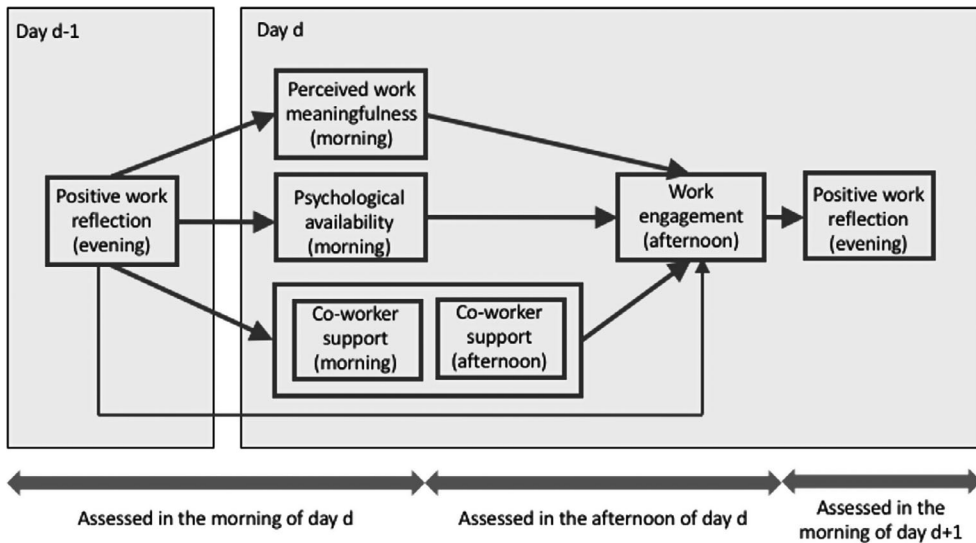 Day d-1
Day d
Perceived work
meaningfulness
(morning)
Positive work
reflection
(evening)
Psychological
availability
(morning)
Work
engagement
(afternoon)
Positive work
reflection
(evening)
Co-worker
support
(morning)
Co-worker
support
(afternoon)
Assessed in the morning of day d
Assessed in the afternoon of day d
Assessed in the
morning of day d+1